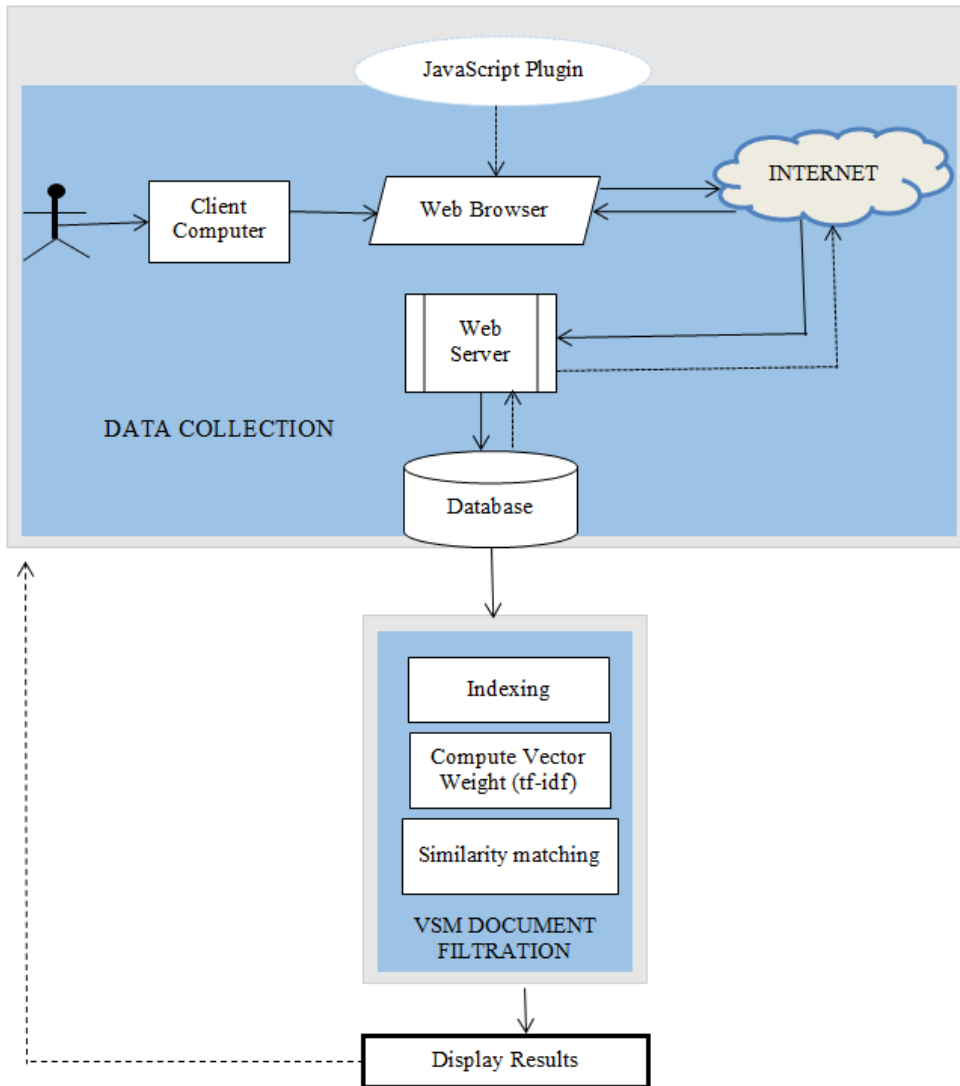 JavaScript Plugin
INTERNET
Client
Computer
Web Browser
Web
Server
DATA COLLECTION
Database
Indexing
Compute Vector
Weight (tf-idf)
Similarity matching
VSM DOCUMENT
FILTRATION
Display Results